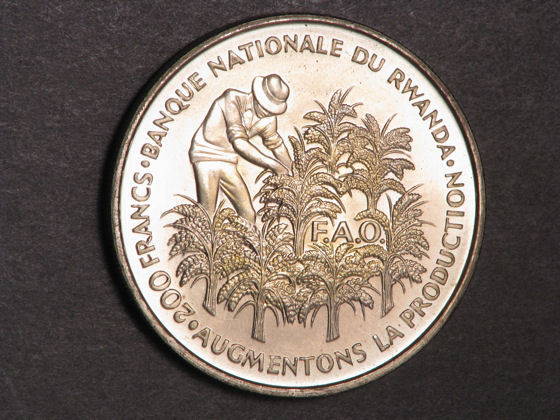 200 FRANCS · BANQUE NATIONALE DU RWANDA ·
· AUGMENTONS LA PRODUCTION
F.A.O.